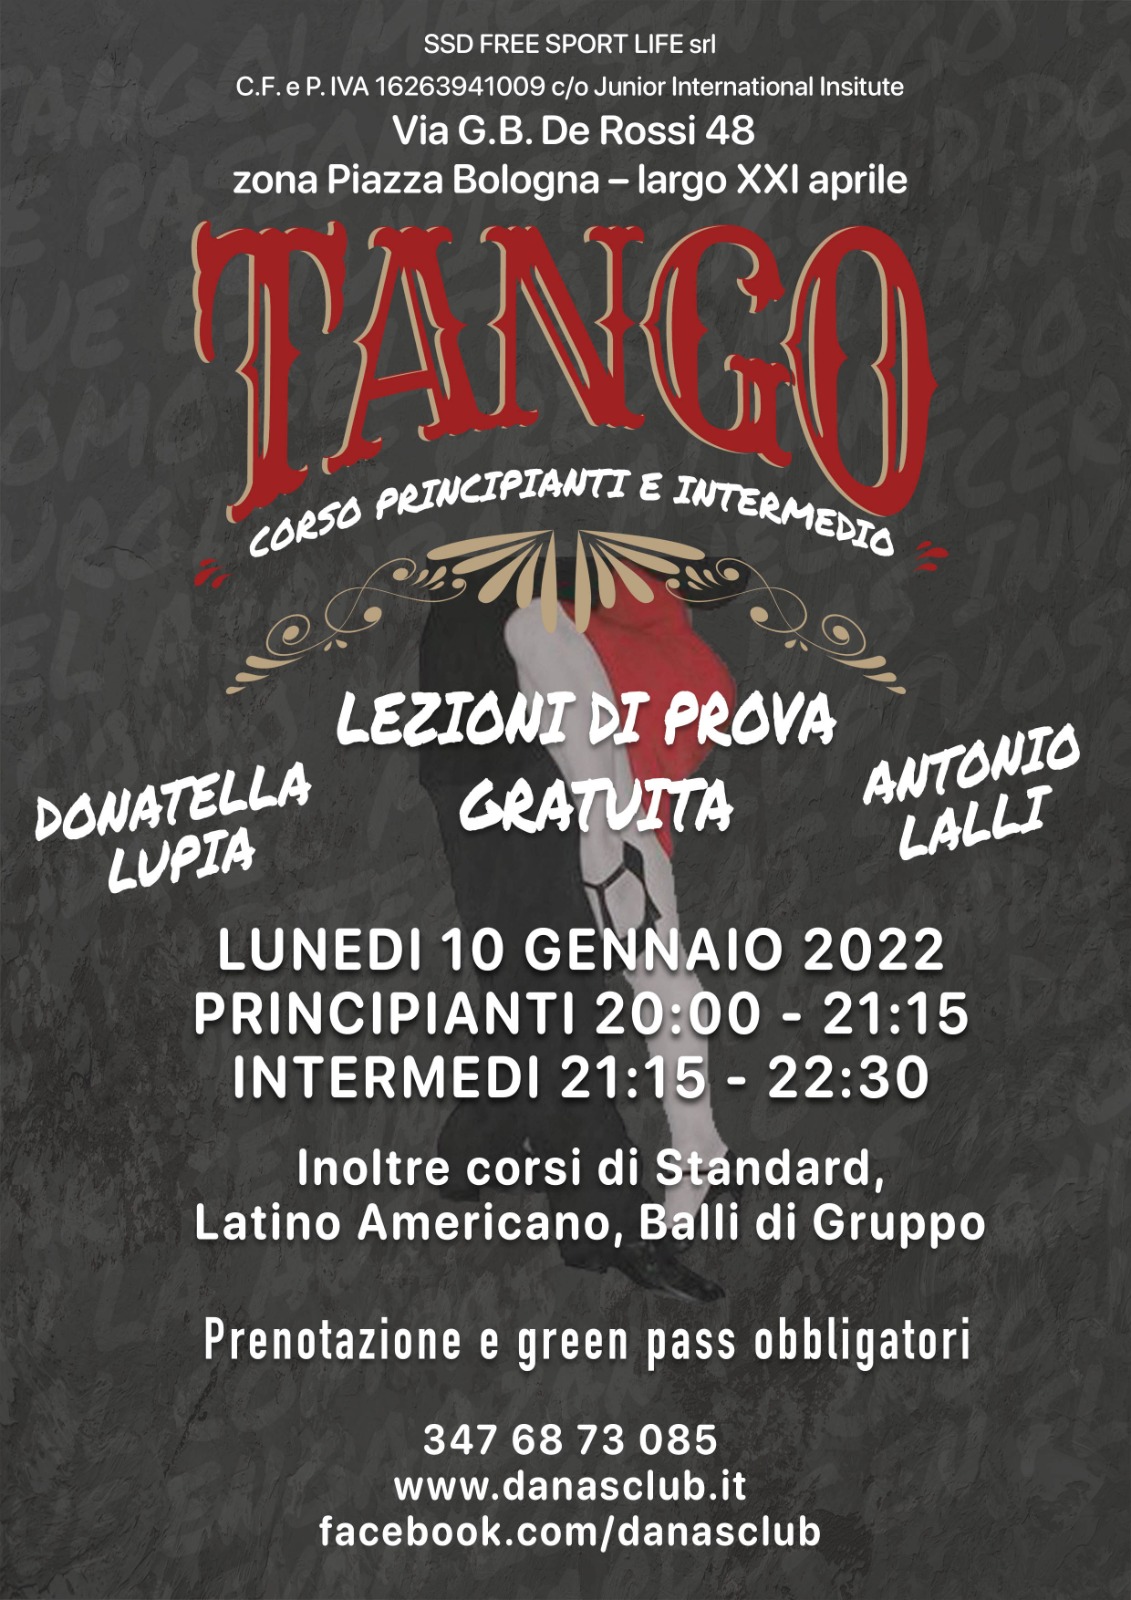 SSD FREE SPORT LIFE srl
C.F. e P. IVA 16263941009 c/o Junior International Insitute
Via G.B. De Rossi 48
zona Piazza Bologna – largo XXI aprile
TANGO
CORSO PRINCIPIANTI E INTERMEDIO
LEZIONI DI PROVA
GRATUITA
DONATELLA
LUPIA
ANTONIO
LALLI
LUNEDI 10 GENNAIO 2022
PRINCIPIANTI 20:00 - 21:15
INTERMEDI 21:15 - 22:30
Inoltre corsi di Standard,
Latino Americano, Balli di Gruppo
Prenotazione e green pass obbligatori
347 68 73 085
www.danasclub.it
facebook.com/danasclub